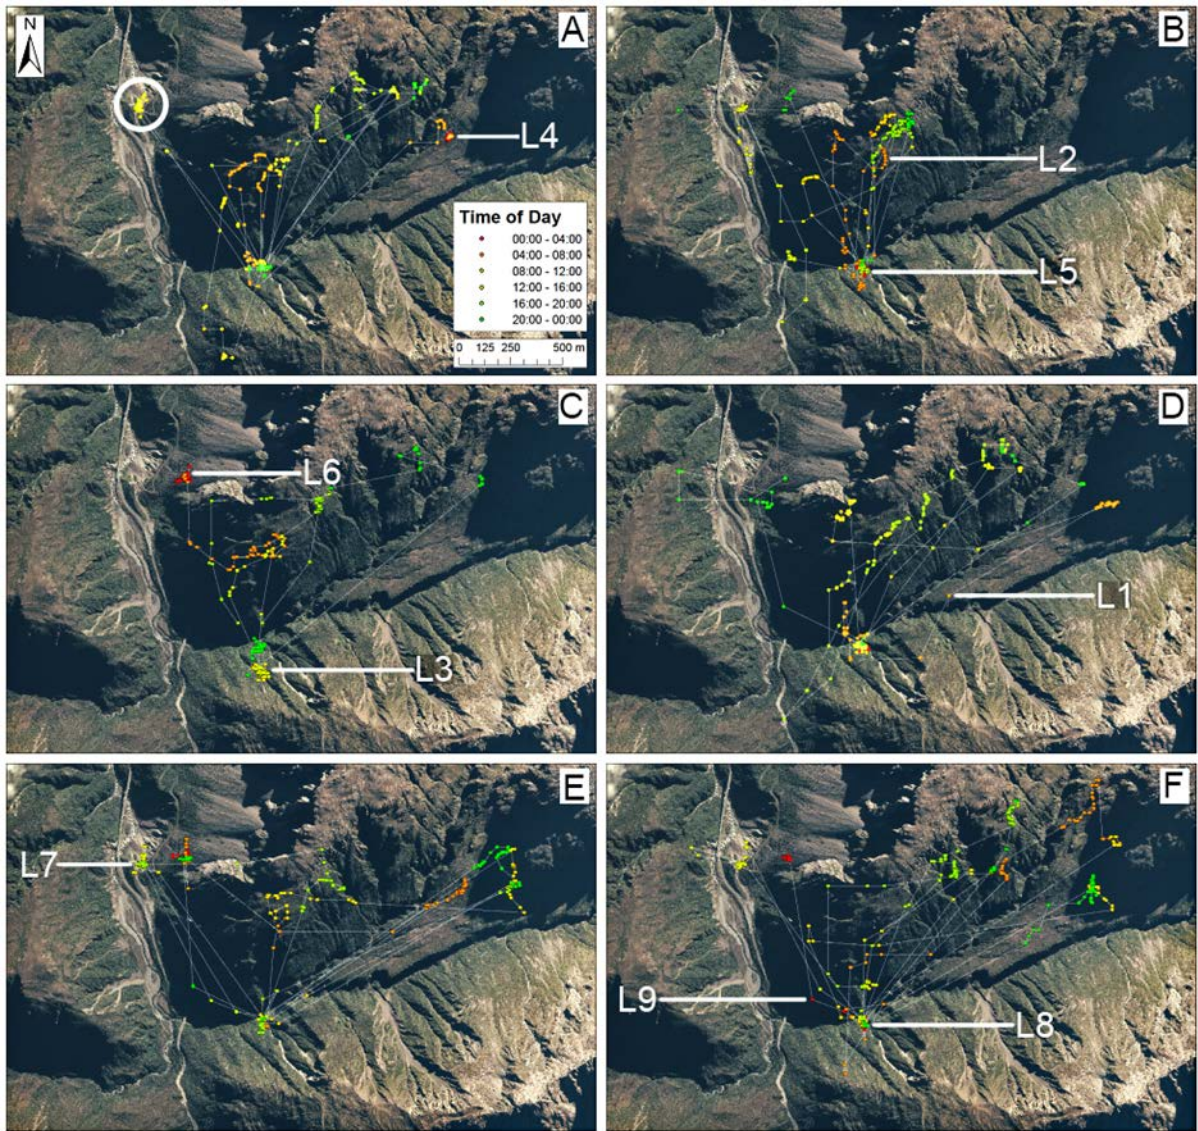 N
A
B
L4
L2
L5
Time of Day
00:00 - 04:00
04:00 - 08:00
08:00 - 12:00
12:00 - 16:00
16:00 - 20:00
20:00 - 00:00
0 125 250 500 m
C
D
L6
L1
L3
E
F
L7
L9
L8